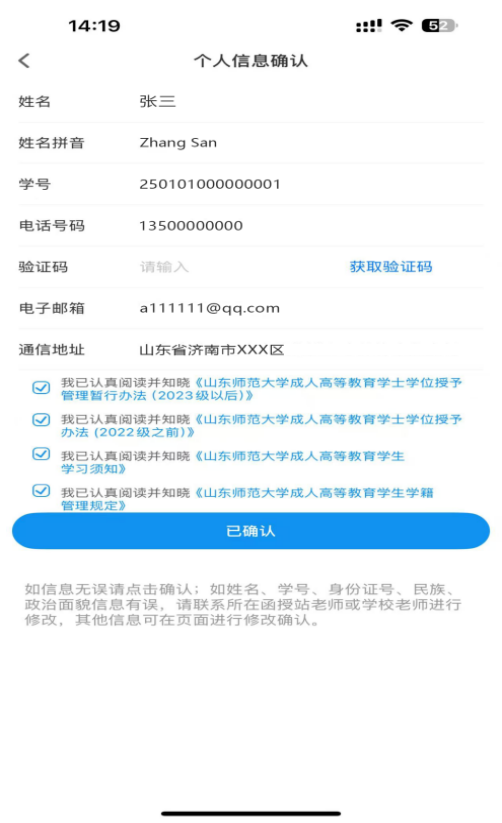 14:19
52
个人信息确认
姓名 张三
姓名拼音 Zhang San
学号 250101000000001
电话号码 13500000000
验证码 请输入 获取验证码
电子邮箱 a111111@qq.com
通信地址 山东省济南市XXX区
我已认真阅读并知晓《山东师范大学成人高等教育学士学位授予
管理暂行办法（2023级以后）》
我已认真阅读并知晓《山东师范大学成人高等教育学士学位授予
办法（2022级之前）》
我已认真阅读并知晓《山东师范大学成人高等教育学生
学习须知》
我已认真阅读并知晓《山东师范大学成人高等教育学生学籍
管理规定》
已确认
如信息无误请点击确认；如姓名、学号、身份证号、民族、
政治面貌信息有误，请联系所在函授站老师或学校老师进行
修改，其他信息可在页面进行修改确认。